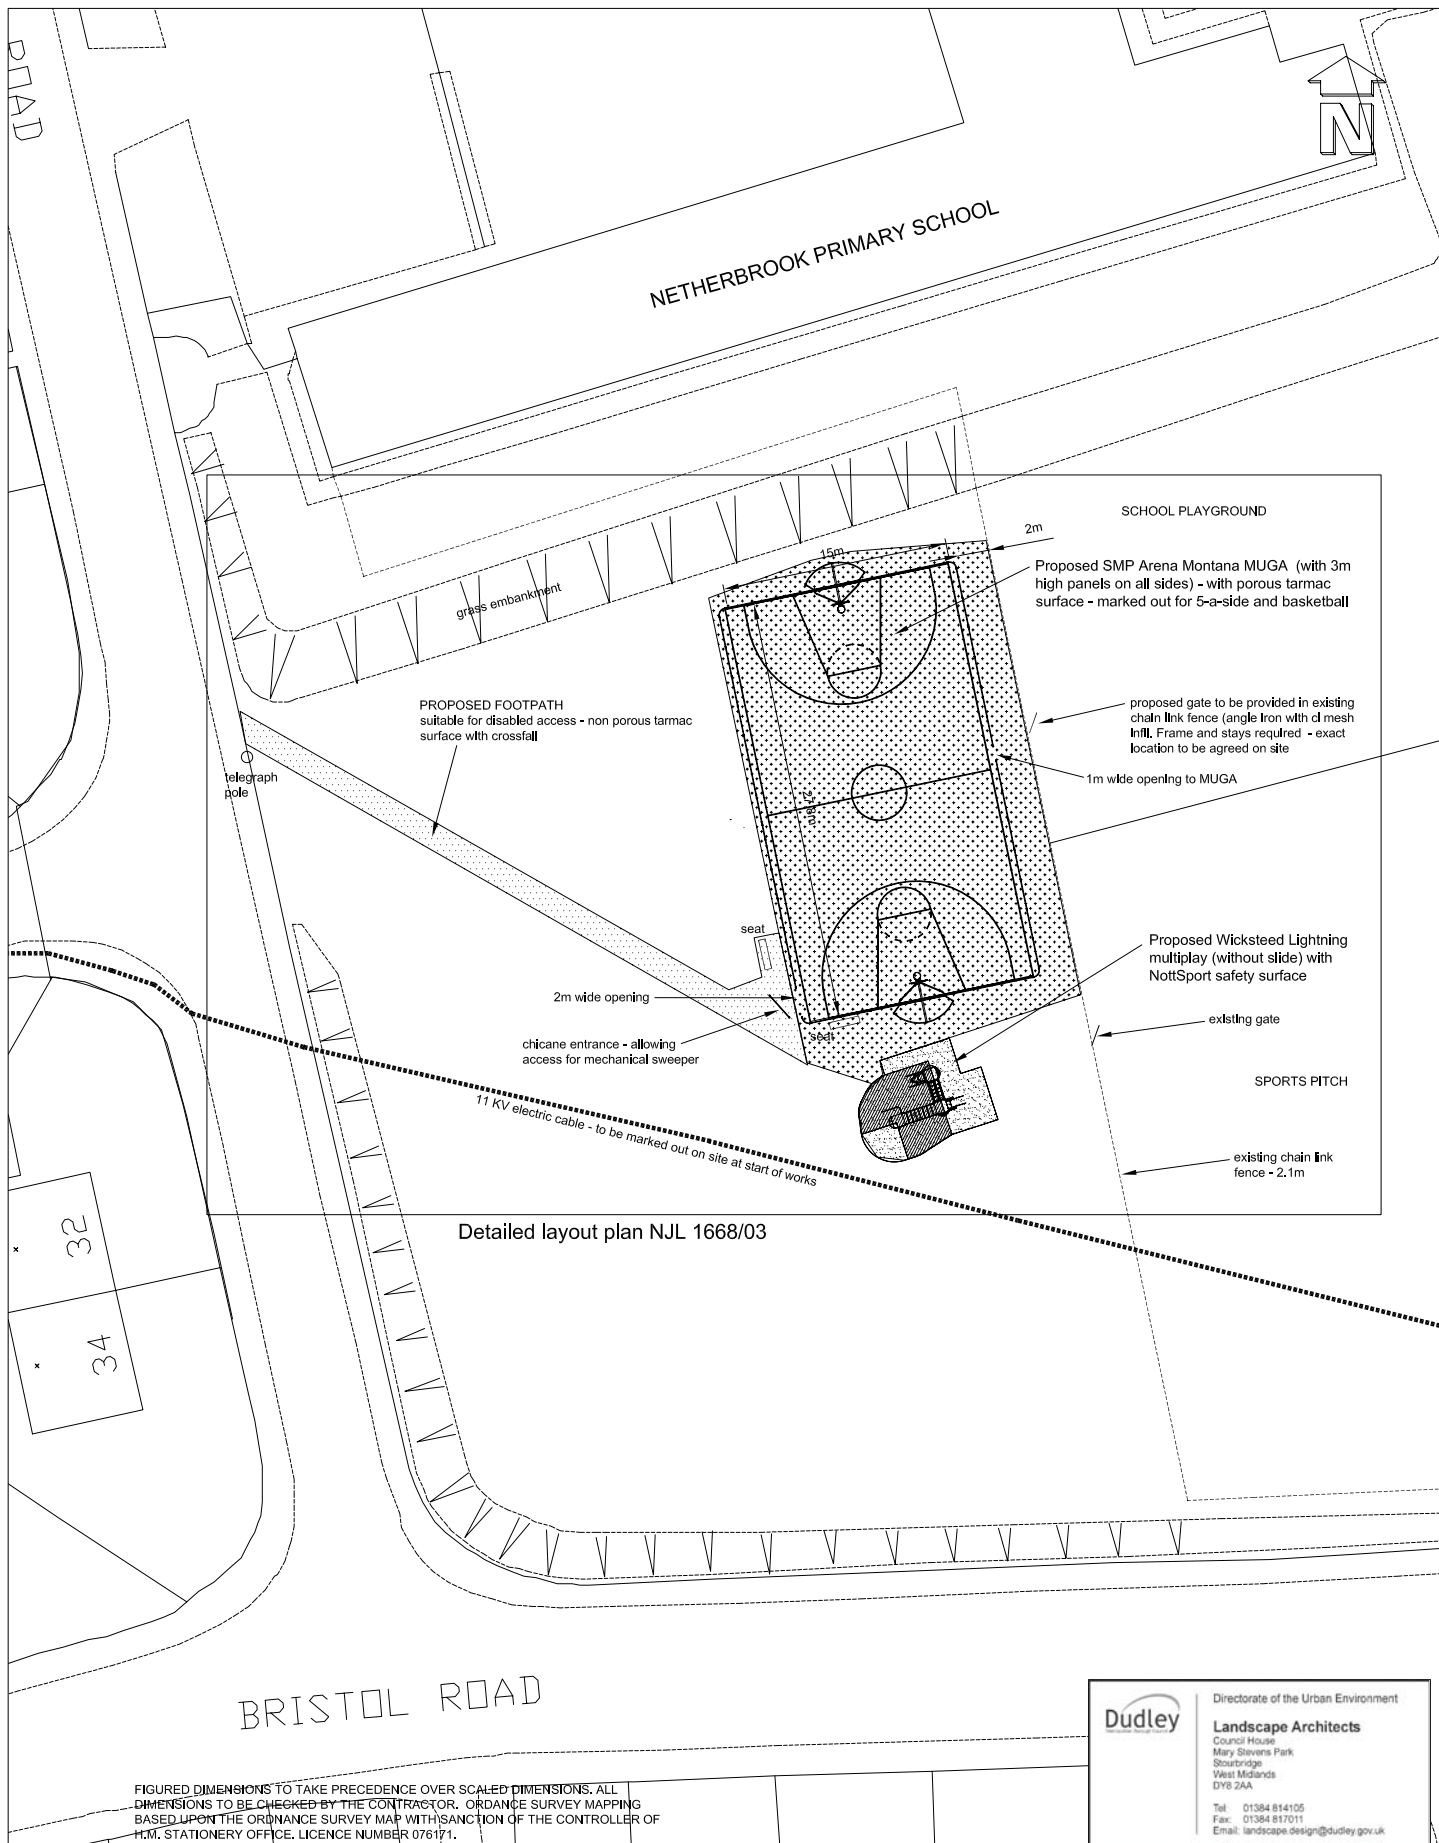 ROAD
N
NETHERBROOK PRIMARY SCHOOL
SCHOOL PLAYGROUND
2m
15m
Proposed SMP Arena Montana MUGA (with 3m
high panels on all sides) - with porous tarmac
surface - marked out for 5-a-side and basketball
grass embankment
PROPOSED FOOTPATH
suitable for disabled access - non porous tarmac
surface with crossfall
proposed gate to be provided in existing
chain link fence (angle iron with cl mesh
infil. Frame and stays required - exact
location to be agreed on site
telegraph
pole
1m wide opening to MUGA
seat
Proposed Wicksteed Lightning
multiplay (without slide) with
NottSport safety surface
2m wide opening
existing gate
seat
chicane entrance - allowing
access for mechanical sweeper
SPORTS PITCH
11 KV electric cable - to be marked out on site at start of works
existing chain link
fence - 2.1m
Detailed layout plan NJL 1668/03
32
34
BRISTOL ROAD
FIGURED DIMENSIONS TO TAKE PRECEDENCE OVER SCALED DIMENSIONS. ALL
DIMENSIONS TO BE CHECKED BY THE CONTRACTOR. ORDANCE SURVEY MAPPING
BASED UPON THE ORDNANCE SURVEY MAP WITH SANCTION OF THE CONTROLLER OF
H.M. STATIONERY OFFICE. LICENCE NUMBER 076171.
Dudley
Metropolitan Borough Council
Directorate of the Urban Environment
Landscape Architects
Council House
Mary Stevens Park
Stourbridge
West Midlands
DY8 2AA
Tel: 01384 814105
Fax: 01384 817011
Email: landscape.design@dudley.gov.uk